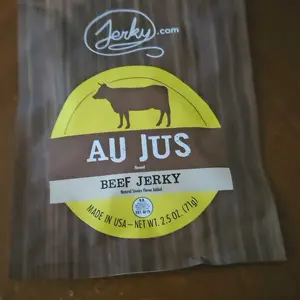 Jerky.com
AU JUS
Flavored
BEEF JERKY
Natural Smoke Flavor Added
MADE IN USA - NET WT. 2.5 OZ. (71g)